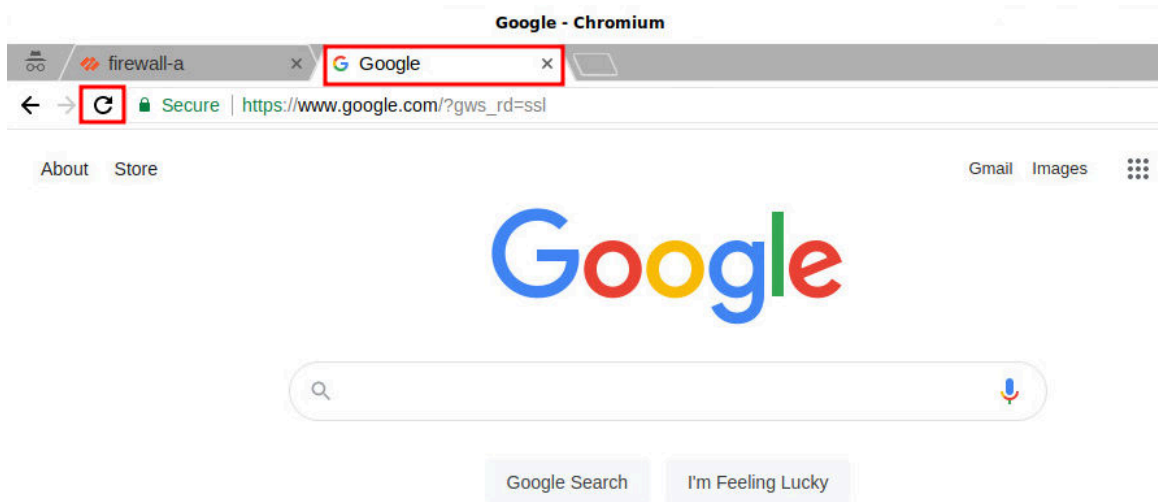 Google - Chromium
firewall-a × Google ×
Secure | https://www.google.com/?gws_rd=ssl
About Store Gmail Images
Google
Google Search I'm Feeling Lucky